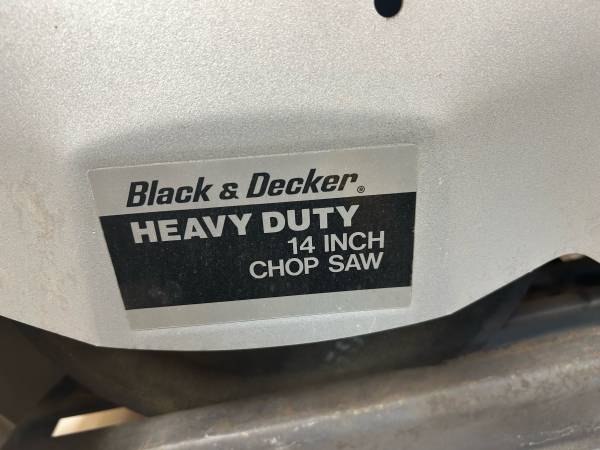 Black & Decker®
HEAVY DUTY
14 INCH
CHOP SAW